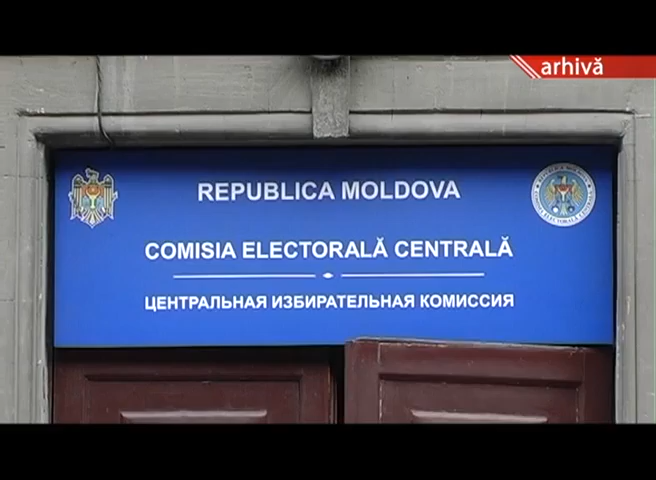 arhivă
REPUBLICA MOLDOVA
COMISIA ELECTORALĂ CENTRALĂ
ЦЕНТРАЛЬНАЯ ИЗБИРАТЕЛЬНАЯ КОМИССИЯ